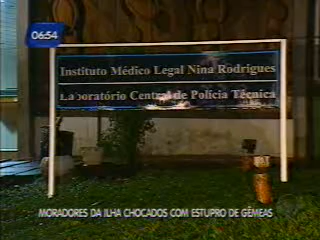 06:54
Instituto Médico Legal Nina Rodrigues
Laboratório Central de Polícia Técnica
MORADORES DA ILHA CHOCADOS COM ESTUPRO DE GÊMEAS